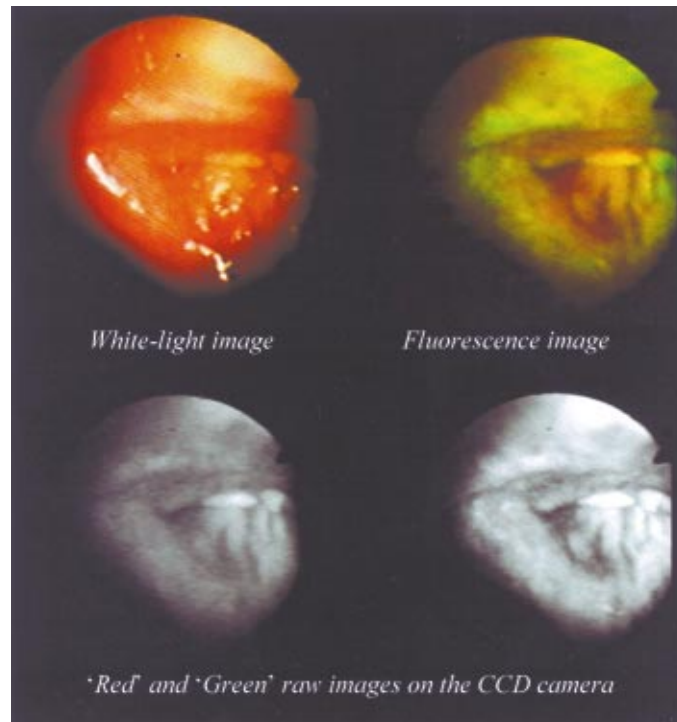 White-light image
Fluorescence image
‘Red’ and ‘Green’ raw images on the CCD camera